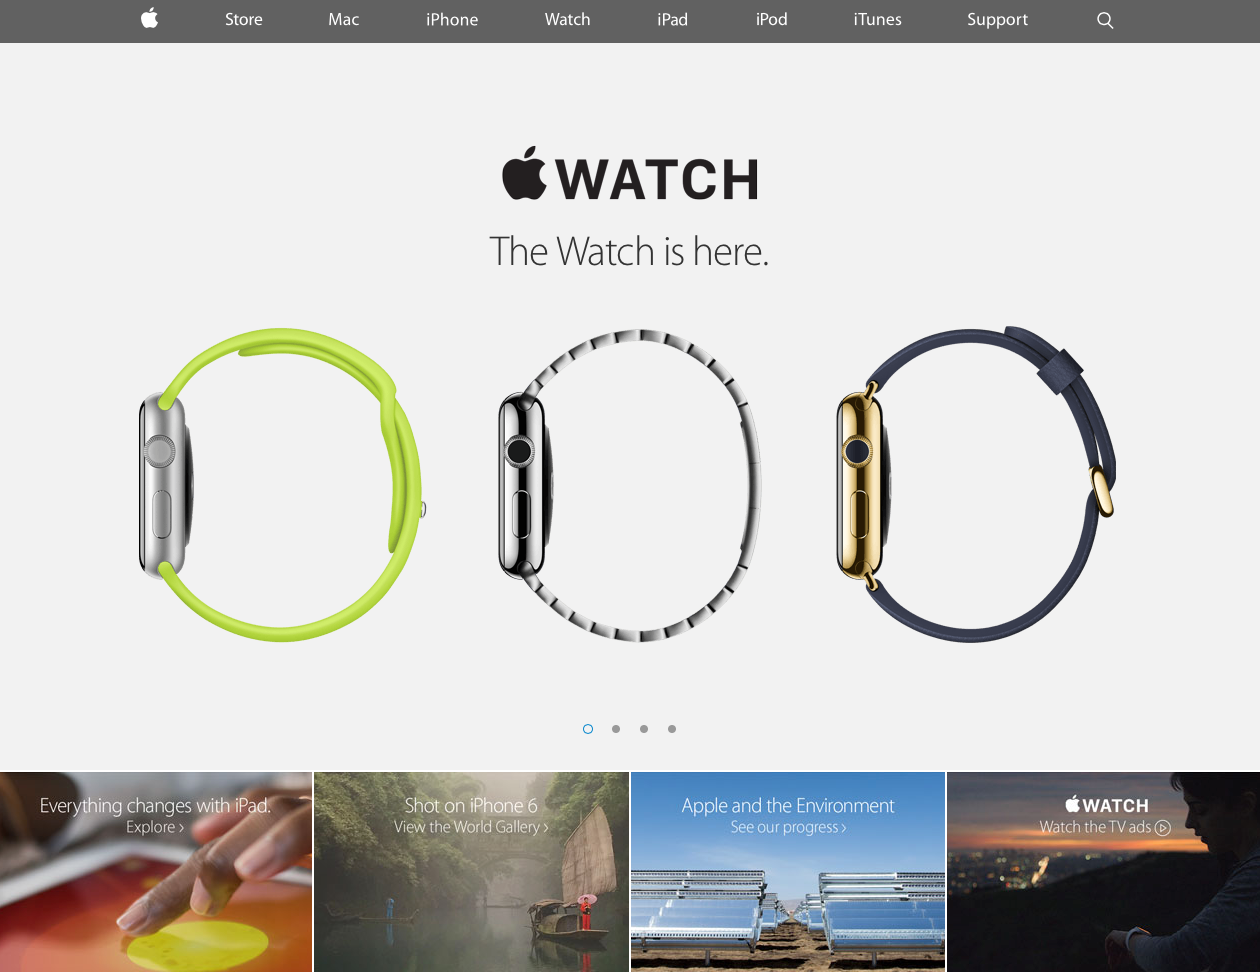 Store Mac iPhone Watch iPad iPod iTunes Support
WATCH
The Watch is here.
Everything changes with iPad.
Explore ›
Shot on iPhone 6
View the World Gallery ›
Apple and the Environment
See our progress ›
WATCH
Watch the TV ads